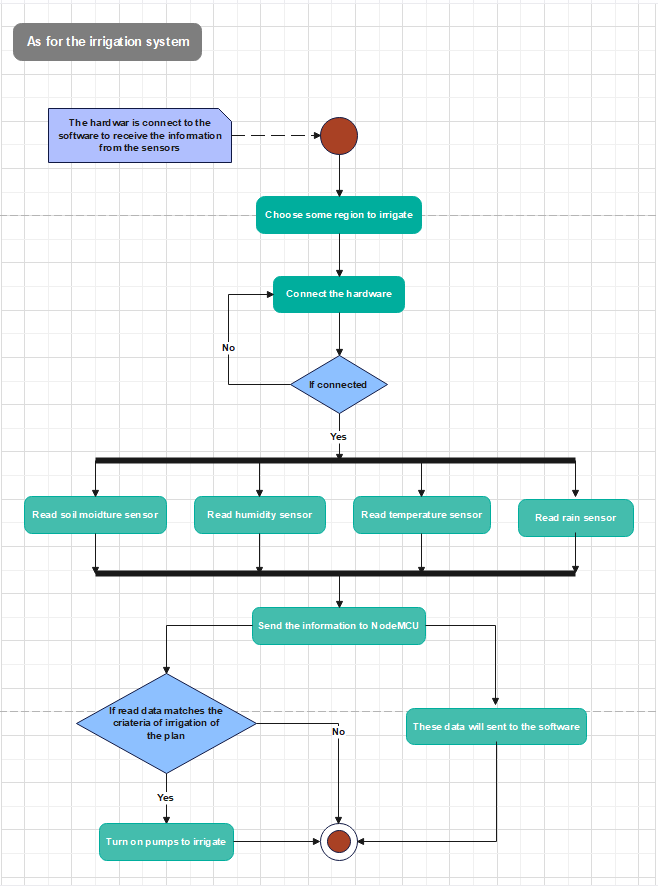 As for the irrigation system
The hardwar is connect to the
software to receive the information
from the sensors
Choose some region to irrigate
Connect the hardware
No
If connected
Yes
Read soil moidture sensor
Read humidity sensor
Read temperature sensor
Read rain sensor
Send the information to NodeMCU
If read data matches the
criateria of irrigation of
the plan
No
These data will sent to the software
Yes
Turn on pumps to irrigate